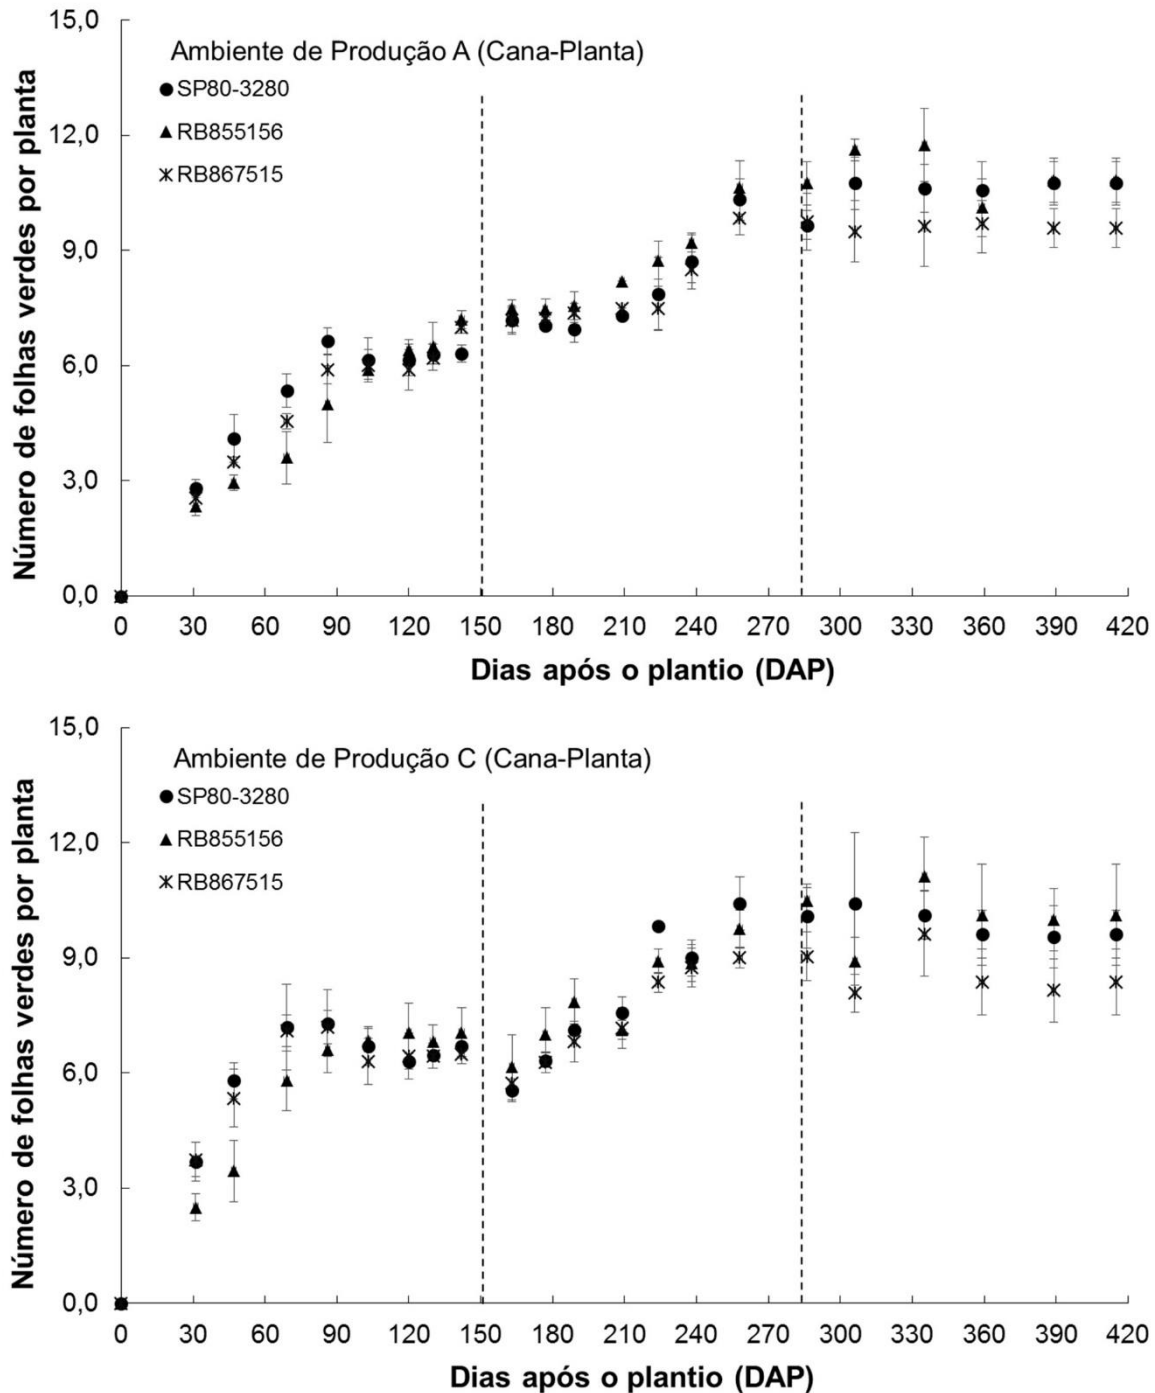 15,0
Ambiente de Produção A (Cana-Planta)
SP80-3280
12,0
RB855156
RB867515
9,0
6,0
3,0
0,0
0 30 60 90 120 150 180 210 240 270 300 330 360 390 420
Número de folhas verdes por planta
Dias após o plantio (DAP)
15,0
Ambiente de Produção C (Cana-Planta)
SP80-3280
12,0
RB855156
RB867515
9,0
6,0
3,0
0,0
0 30 60 90 120 150 180 210 240 270 300 330 360 390 420
Número de folhas verdes por planta
Dias após o plantio (DAP)